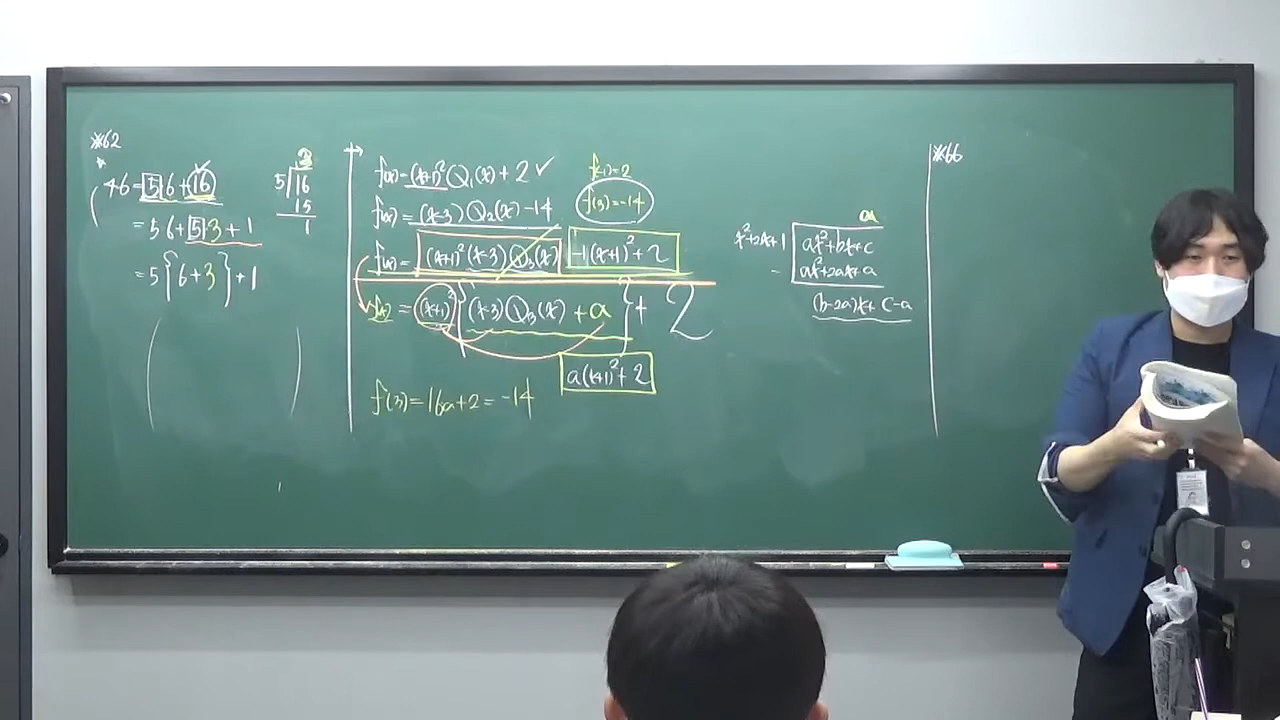 ※62
46=5·6+16
=5·6+5·3+1
=5{6+3}+1
3
5 16
15
1
f(x)=(x+1)²Q₁(x)+2✓
f(x)=(x-3)Q₂(x)-14
f(x)=(x+1)²(x-3)Q₃(x) -1(x+1)²+2
f(x)=(x+1)²{(x-3)Q₃(x)+a}+2
a(x+1)²+2
f(3)=16a+2=-14
f(-1)=2
f(3)=-14
a
x²+2x+1 ax²+bx+c
- ax²+2ax+a
(b-2a)x+c-a
※66